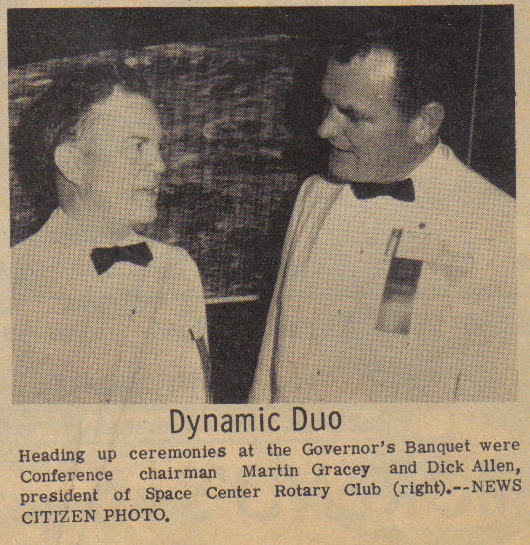 Dynamic Duo
Heading up ceremonies at the Governor's Banquet were
Conference chairman Martin Gracey and Dick Allen,
president of Space Center Rotary Club (right).--NEWS
CITIZEN PHOTO.